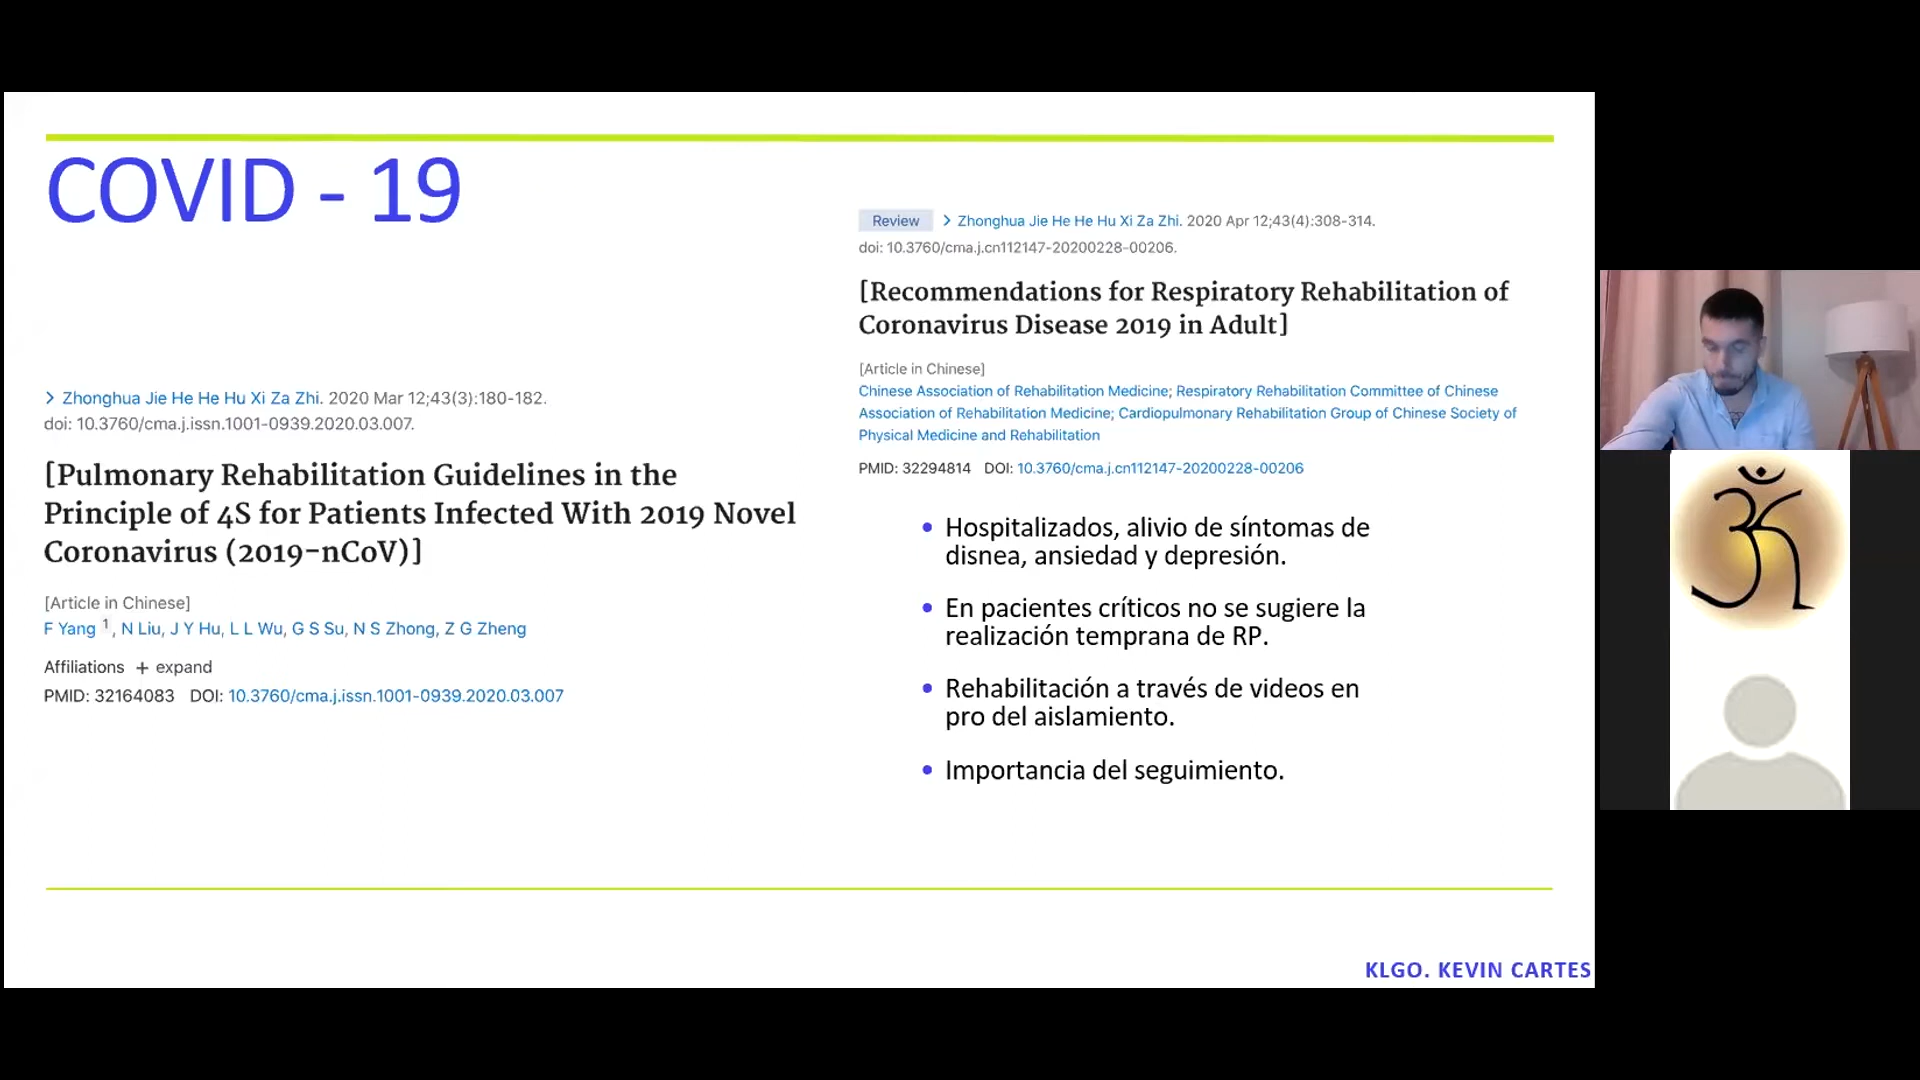 COVID - 19
Zhonghua Jie He He Hu Xi Za Zhi. 2020 Mar 12;43(3):180-182.
doi: 10.3760/cma.j.issn.1001-0939.2020.03.007.
[Pulmonary Rehabilitation Guidelines in the
Principle of 4S for Patients Infected With 2019 Novel
Coronavirus (2019-nCoV)]
[Article in Chinese]
F Yang 1, N Liu, J Y Hu, L L Wu, G S Su, N S Zhong, Z G Zheng
Affiliations + expand
PMID: 32164083 DOI: 10.3760/cma.j.issn.1001-0939.2020.03.007
Review > Zhonghua Jie He He Hu Xi Za Zhi. 2020 Apr 12;43(4):308-314.
doi: 10.3760/cma.j.cn112147-20200228-00206.
[Recommendations for Respiratory Rehabilitation of
Coronavirus Disease 2019 in Adult]
[Article in Chinese]
Chinese Association of Rehabilitation Medicine; Respiratory Rehabilitation Committee of Chinese
Association of Rehabilitation Medicine; Cardiopulmonary Rehabilitation Group of Chinese Society of
Physical Medicine and Rehabilitation
PMID: 32294814 DOI: 10.3760/cma.j.cn112147-20200228-00206
• Hospitalizados, alivio de síntomas de
disnea, ansiedad y depresión.
• En pacientes críticos no se sugiere la
realización temprana de RP.
• Rehabilitación a través de videos en
pro del aislamiento.
• Importancia del seguimiento.
KLGO. KEVIN CARTES
ॐ